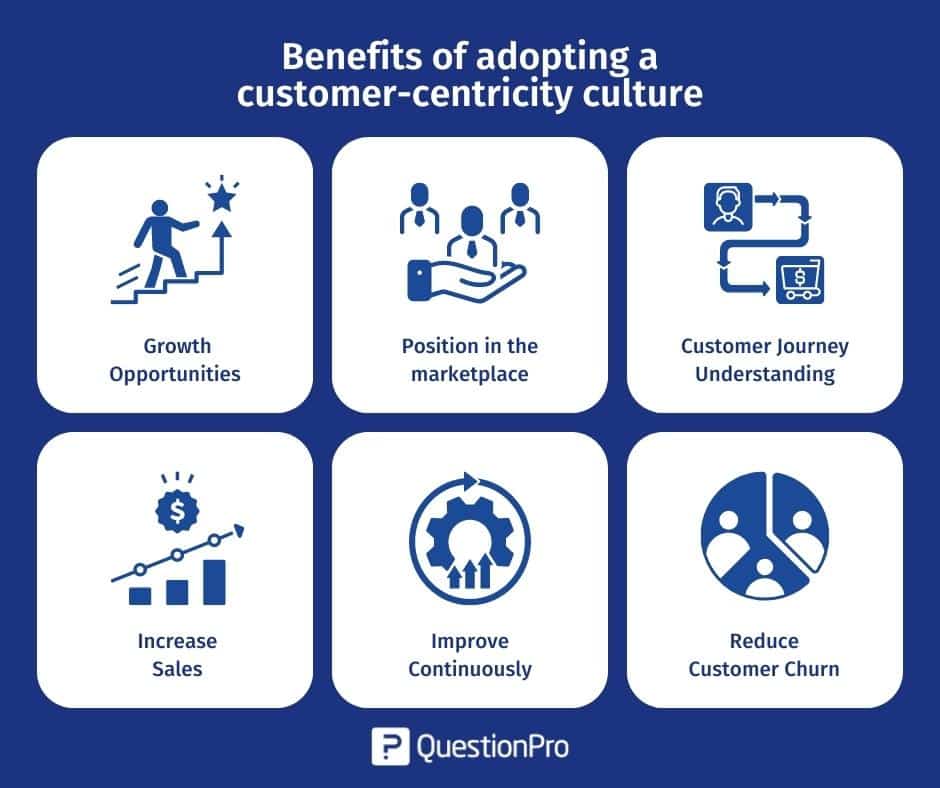 Benefits of adopting a
customer-centricity culture
Growth
Opportunities
Position in the
marketplace
Customer Journey
Understanding
$
$
Increase
Sales
Improve
Continuously
Reduce
Customer Churn
QuestionPro